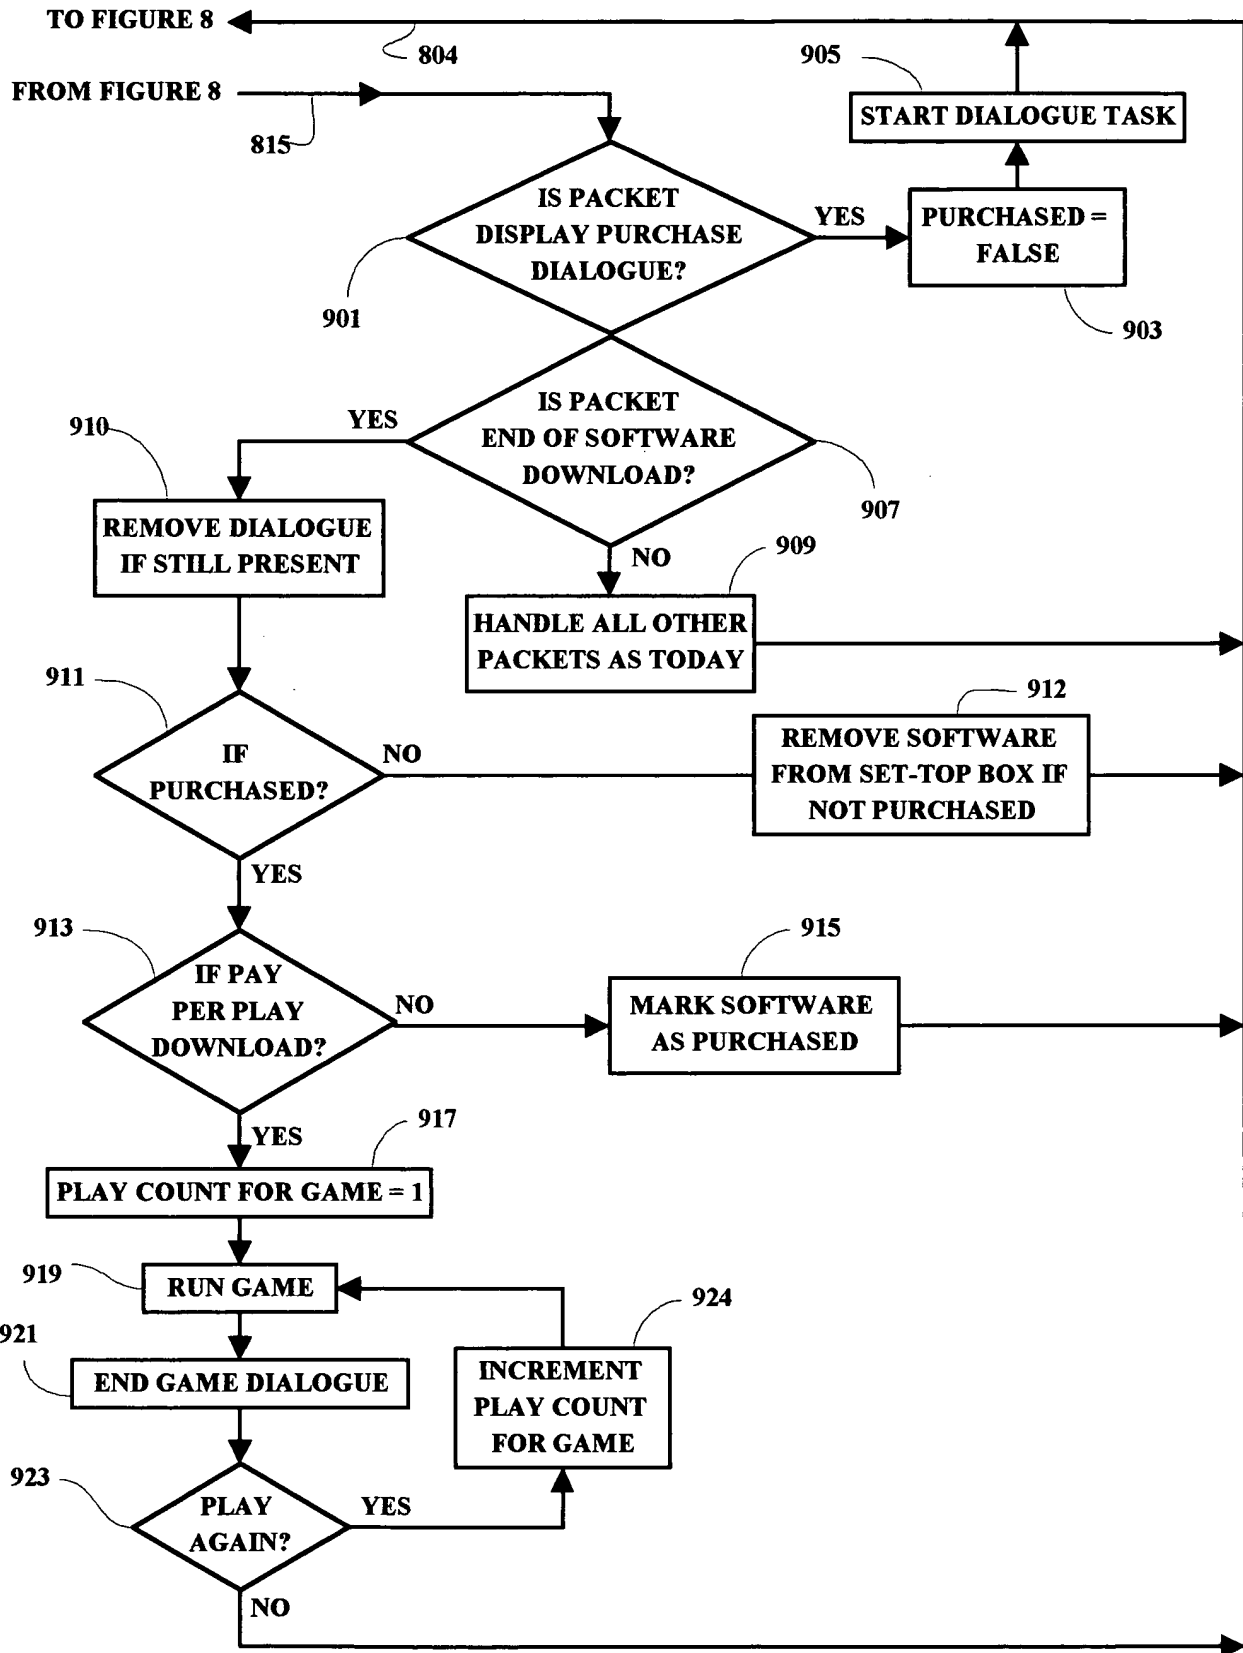 TO FIGURE 8
804
905
FROM FIGURE 8
815
START DIALOGUE TASK
IS PACKET
DISPLAY PURCHASE
DIALOGUE?
YES
PURCHASED =
FALSE
901
903
IS PACKET
END OF SOFTWARE
DOWNLOAD?
YES
910
907
REMOVE DIALOGUE
IF STILL PRESENT
NO
909
HANDLE ALL OTHER
PACKETS AS TODAY
911
912
IF
PURCHASED?
NO
REMOVE SOFTWARE
FROM SET-TOP BOX IF
NOT PURCHASED
YES
913
915
IF PAY
PER PLAY
DOWNLOAD?
NO
MARK SOFTWARE
AS PURCHASED
YES
917
PLAY COUNT FOR GAME = 1
919
RUN GAME
924
921
END GAME DIALOGUE
INCREMENT
PLAY COUNT
FOR GAME
923
PLAY
AGAIN?
YES
NO